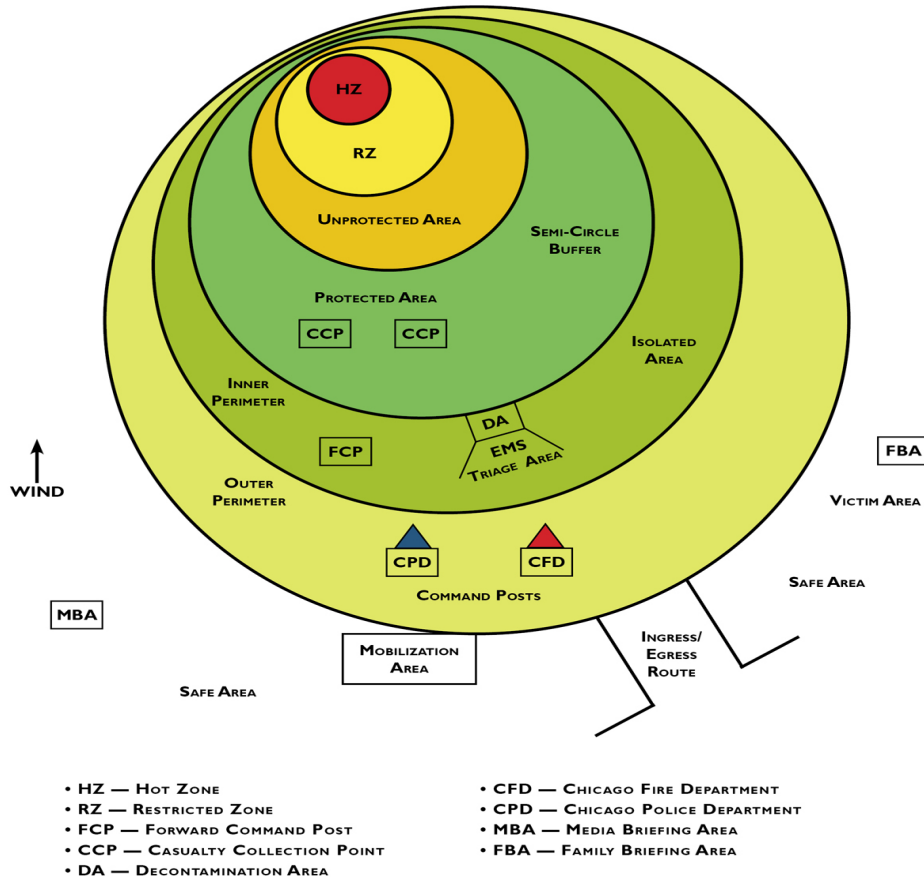 HZ
RZ
Unprotected Area
Semi-Circle
Buffer
Protected Area
CCP
CCP
Isolated
Area
Inner
Perimeter
DA
EMS
Triage Area
FCP
FBA
WIND
Outer
Perimeter
Victim Area
CPD
CFD
Safe Area
Command Posts
MBA
Mobilization
Area
Ingress/
Egress
Route
Safe Area
• HZ — Hot Zone
• RZ — Restricted Zone
• FCP — Forward Command Post
• CCP — Casualty Collection Point
• DA — Decontamination Area
• CFD — Chicago Fire Department
• CPD — Chicago Police Department
• MBA — Media Briefing Area
• FBA — Family Briefing Area